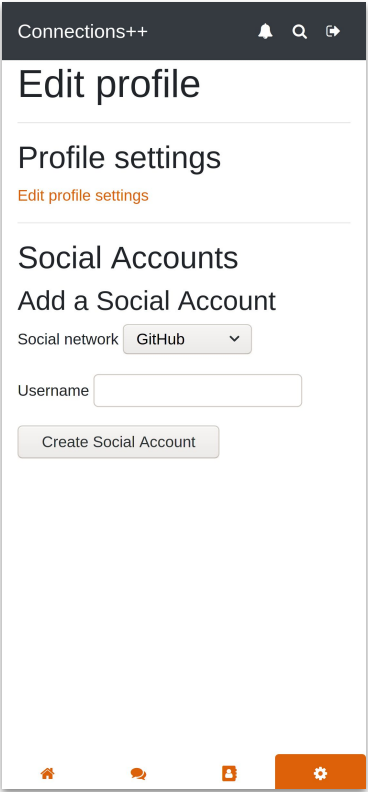 Connections++
Edit profile
Profile settings
Edit profile settings
Social Accounts
Add a Social Account
Social network GitHub
Username
Create Social Account